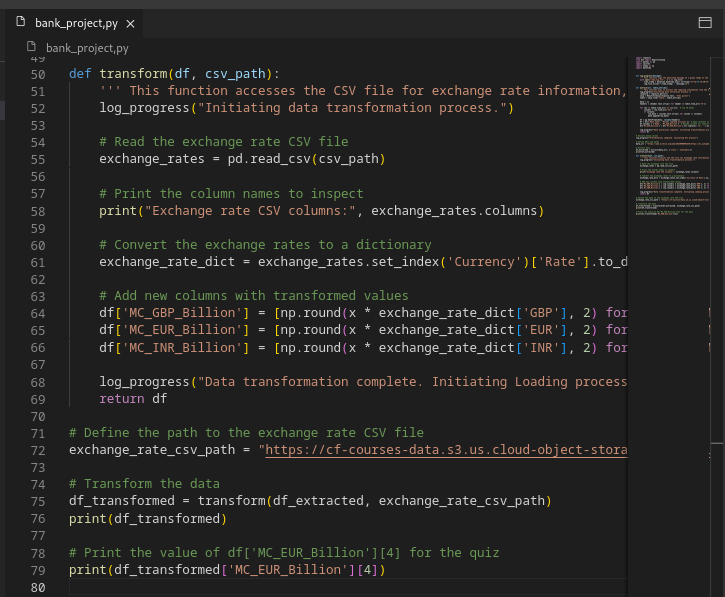 bank_project,py
bank_project,py
49
50 def transform(df, csv_path):
51     ''' This function accesses the CSV file for exchange rate information,
52     log_progress("Initiating data transformation process.")
53
54     # Read the exchange rate CSV file
55     exchange_rates = pd.read_csv(csv_path)
56
57     # Print the column names to inspect
58     print("Exchange rate CSV columns:", exchange_rates.columns)
59
60     # Convert the exchange rates to a dictionary
61     exchange_rate_dict = exchange_rates.set_index('Currency')['Rate'].to_d
62
63     # Add new columns with transformed values
64     df['MC_GBP_Billion'] = [np.round(x * exchange_rate_dict['GBP'], 2) for
65     df['MC_EUR_Billion'] = [np.round(x * exchange_rate_dict['EUR'], 2) for
66     df['MC_INR_Billion'] = [np.round(x * exchange_rate_dict['INR'], 2) for
67
68     log_progress("Data transformation complete. Initiating Loading process
69     return df
70
71 # Define the path to the exchange rate CSV file
72 exchange_rate_csv_path = "https://cf-courses-data.s3.us.cloud-object-stora
73
74 # Transform the data
75 df_transformed = transform(df_extracted, exchange_rate_csv_path)
76 print(df_transformed)
77
78 # Print the value of df['MC_EUR_Billion'][4] for the quiz
79 print(df_transformed['MC_EUR_Billion'][4])
80